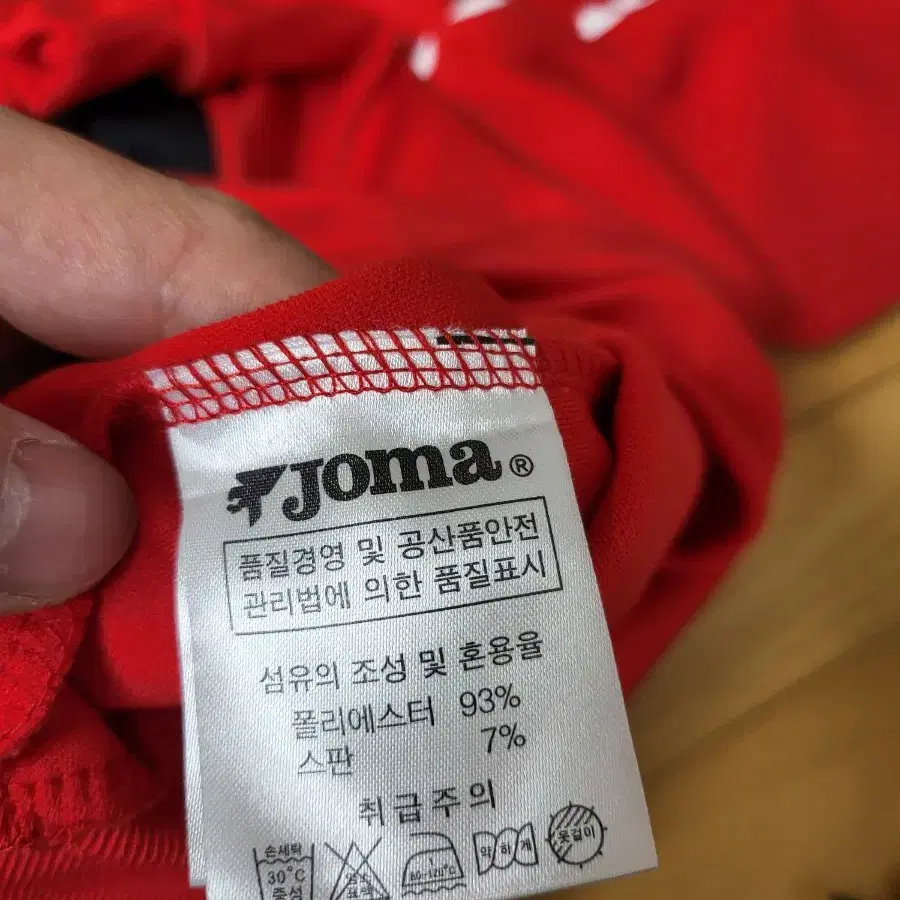 Joma®
품질경영 및 공산품안전
관리법에 의한 품질표시
섬유의 조성 및 혼용율
폴리에스터 93%
스판 7%
취급주의
손세탁
30°C
중성
80~120°C
약하게
옷걸이